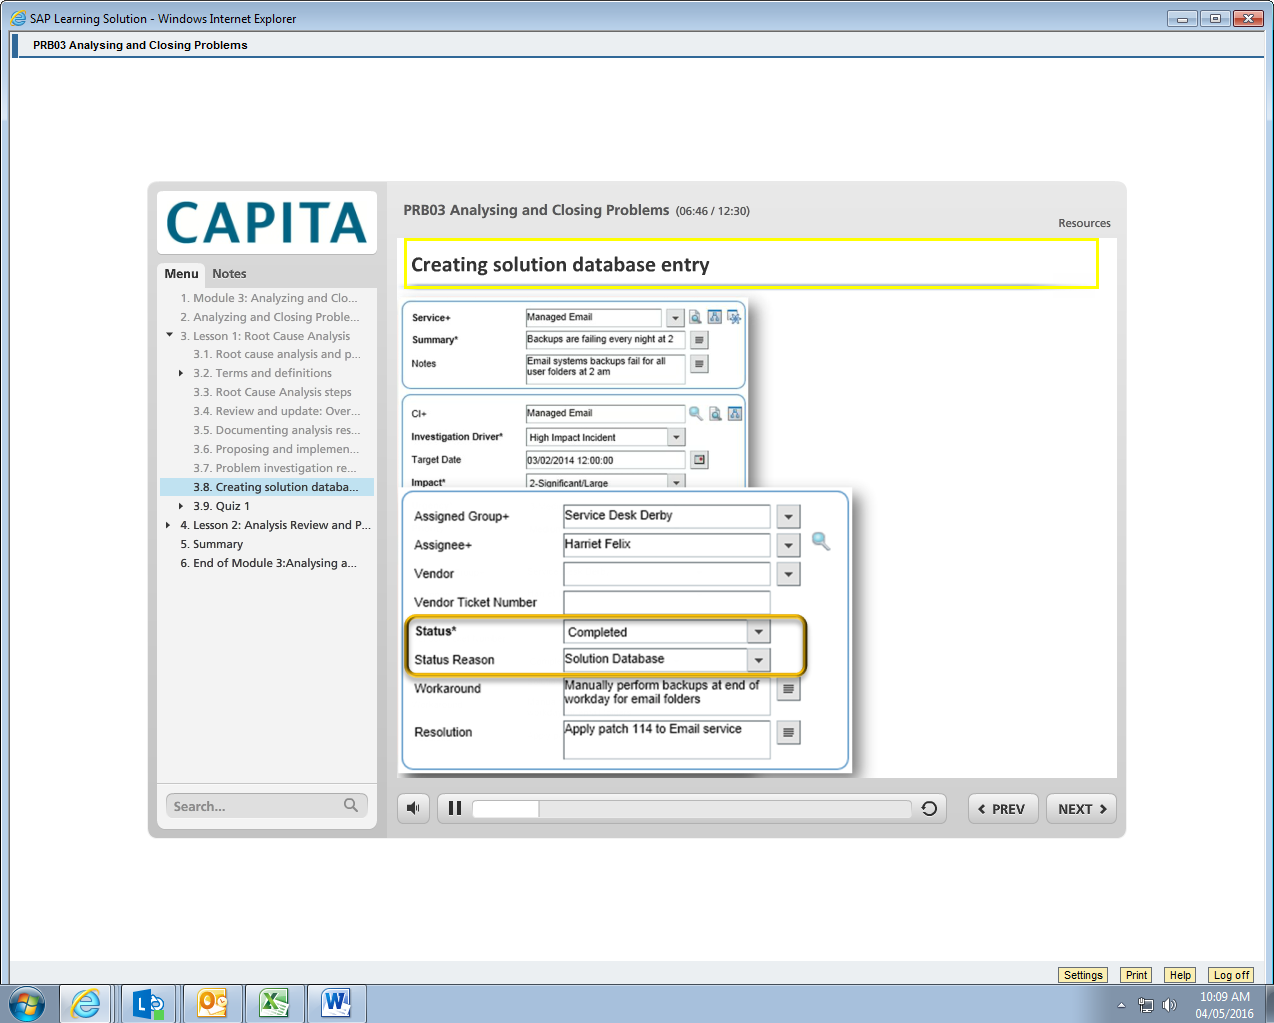 SAP Learning Solution - Windows Internet Explorer
PRB03 Analysing and Closing Problems
CAPITA
PRB03 Analysing and Closing Problems (06:46 / 12:30)
Resources
Menu Notes
1. Module 3: Analyzing and Clo...
2. Analyzing and Closing Proble...
3. Lesson 1: Root Cause Analysis
3.1. Root cause analysis and p...
3.2. Terms and definitions
3.3. Root Cause Analysis steps
3.4. Review and update: Over...
3.5. Documenting analysis res...
3.6. Proposing and implemen...
3.7. Problem investigation re...
3.8. Creating solution databa...
3.9. Quiz 1
4. Lesson 2: Analysis Review and P...
5. Summary
6. End of Module 3:Analysing a...
Search...
Creating solution database entry
Service+ Managed Email
Summary* Backups are failing every night at 2
Notes Email systems backups fail for all
user folders at 2 am
CI+ Managed Email
Investigation Driver* High Impact Incident
Target Date 03/02/2014 12:00:00
Impact* 2-Significant/Large
Assigned Group+ Service Desk Derby
Assignee+ Harriet Felix
Vendor
Vendor Ticket Number
Status* Completed
Status Reason Solution Database
Workaround Manually perform backups at end of
workday for email folders
Resolution Apply patch 114 to Email service
PREV NEXT
Settings Print Help Log off
10:09 AM
04/05/2016